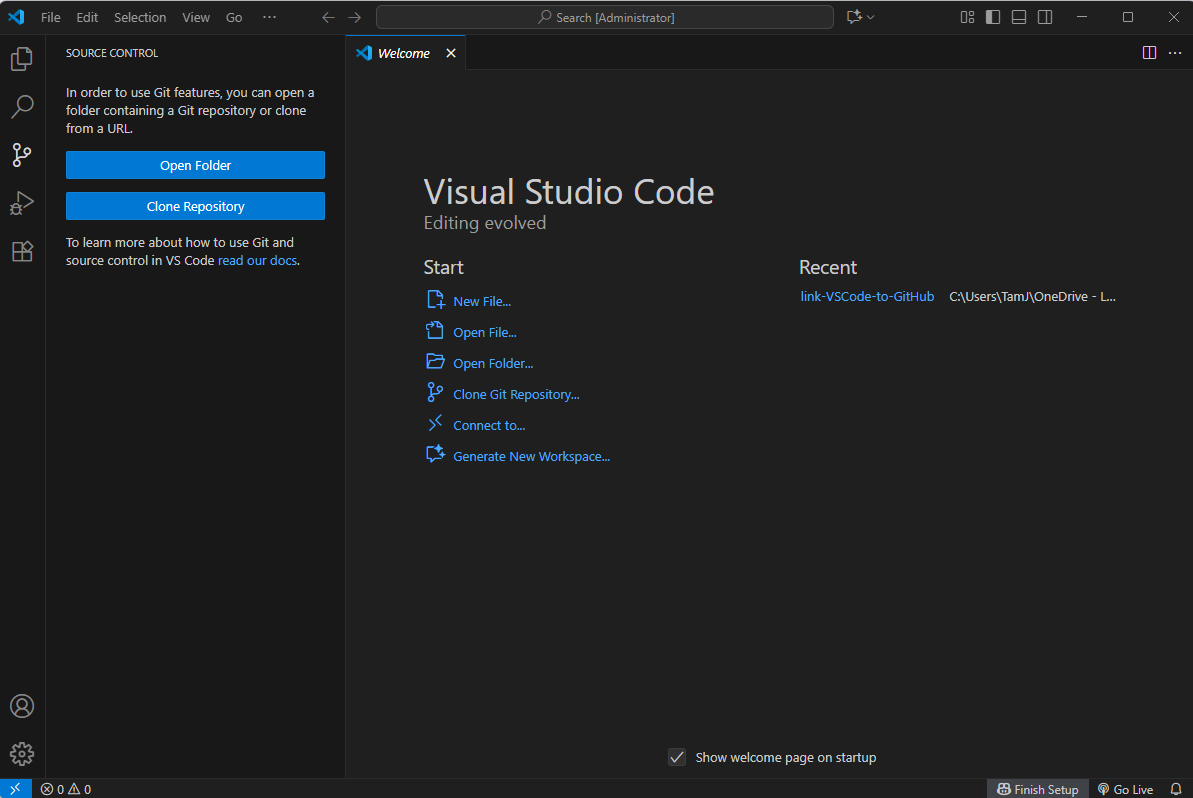 File Edit Selection View Go ···
Search [Administrator]
SOURCE CONTROL
In order to use Git features, you can open a
folder containing a Git repository or clone
from a URL.
Open Folder
Clone Repository
To learn more about how to use Git and
source control in VS Code read our docs.
Welcome
Visual Studio Code
Editing evolved
Start
New File...
Open File...
Open Folder...
Clone Git Repository...
Connect to...
Generate New Workspace...
Recent
link-VSCode-to-GitHub C:\Users\TamJ\OneDrive - L...
Show welcome page on startup
0 0
Finish Setup Go Live